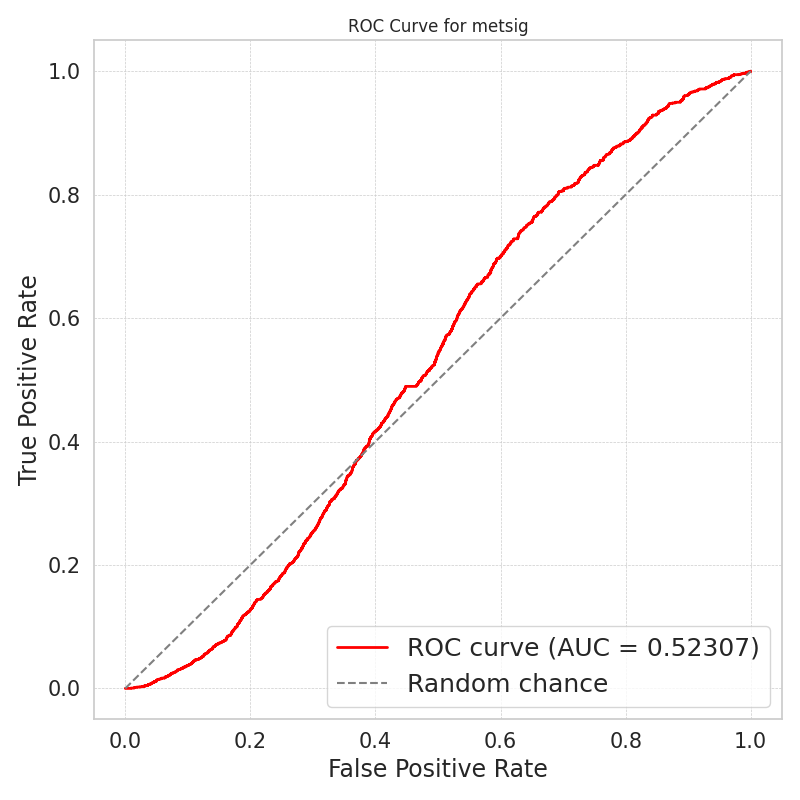 ROC Curve for metsig
1.0
0.8
0.6
0.4
0.2
0.0
True Positive Rate
ROC curve (AUC = 0.52307)
Random chance
0.0 0.2 0.4 0.6 0.8 1.0
False Positive Rate